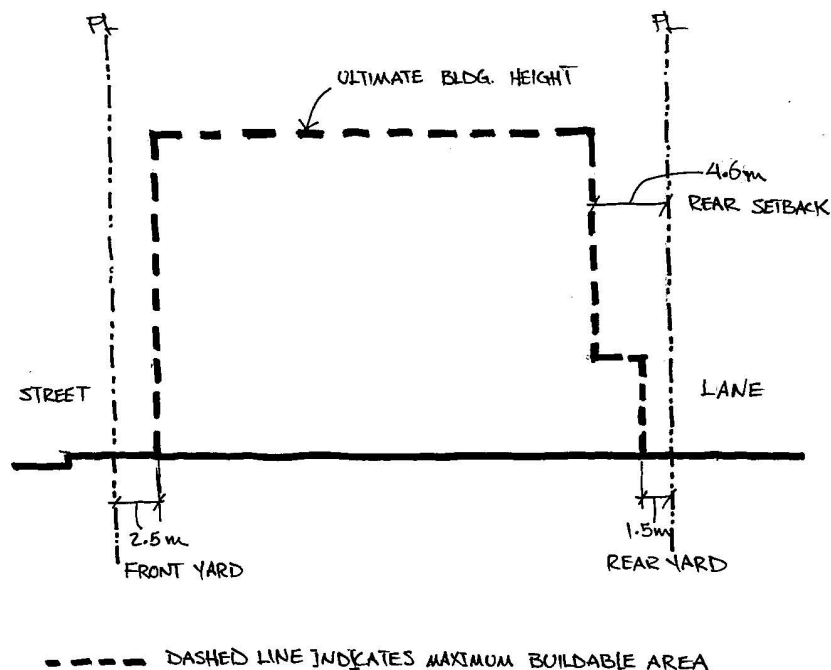 PL
PL
ULTIMATE BLDG. HEIGHT
4.6m
REAR SETBACK
STREET
LANE
2.5m
FRONT YARD
1.5m
REAR YARD
DASHED LINE INDICATES MAXIMUM BUILDABLE AREA